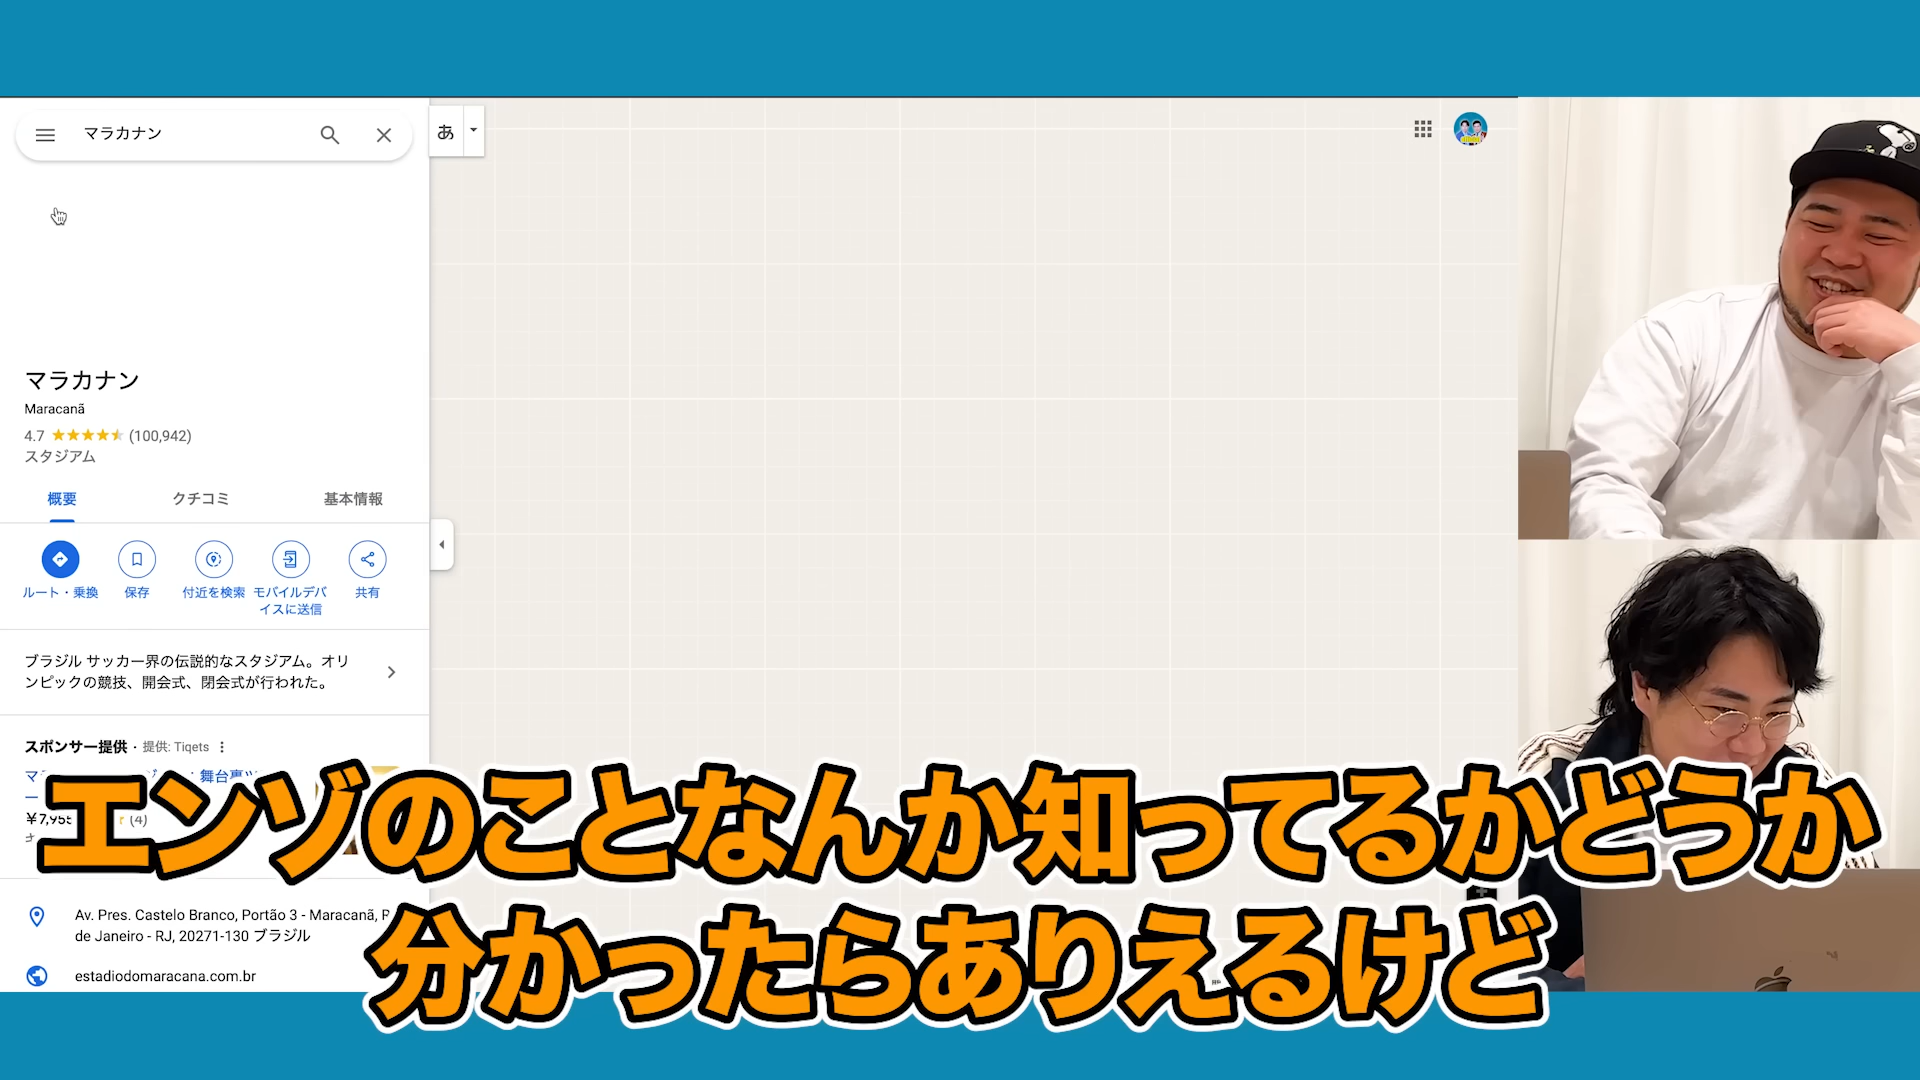 マラカナン
あ
マラカナン
Maracanã
4.7 (100,942)
スタジアム
概要 クチコミ 基本情報
ルート・乗換 保存 付近を検索 モバイルデバイスに送信 共有
ブラジル サッカー界の伝説的なスタジアム。オリ
ンピックの競技、開会式、閉会式が行われた。
スポンサー提供・提供: Tiqets
舞台裏ツ
ー
(4)
エンゾのことなんか知ってるかどうか
分かったらありえるけど
Av. Pres. Castelo Branco, Portão 3 - Maracanã, R
de Janeiro - RJ, 20271-130 ブラジル
estadiodomaracana.com.br